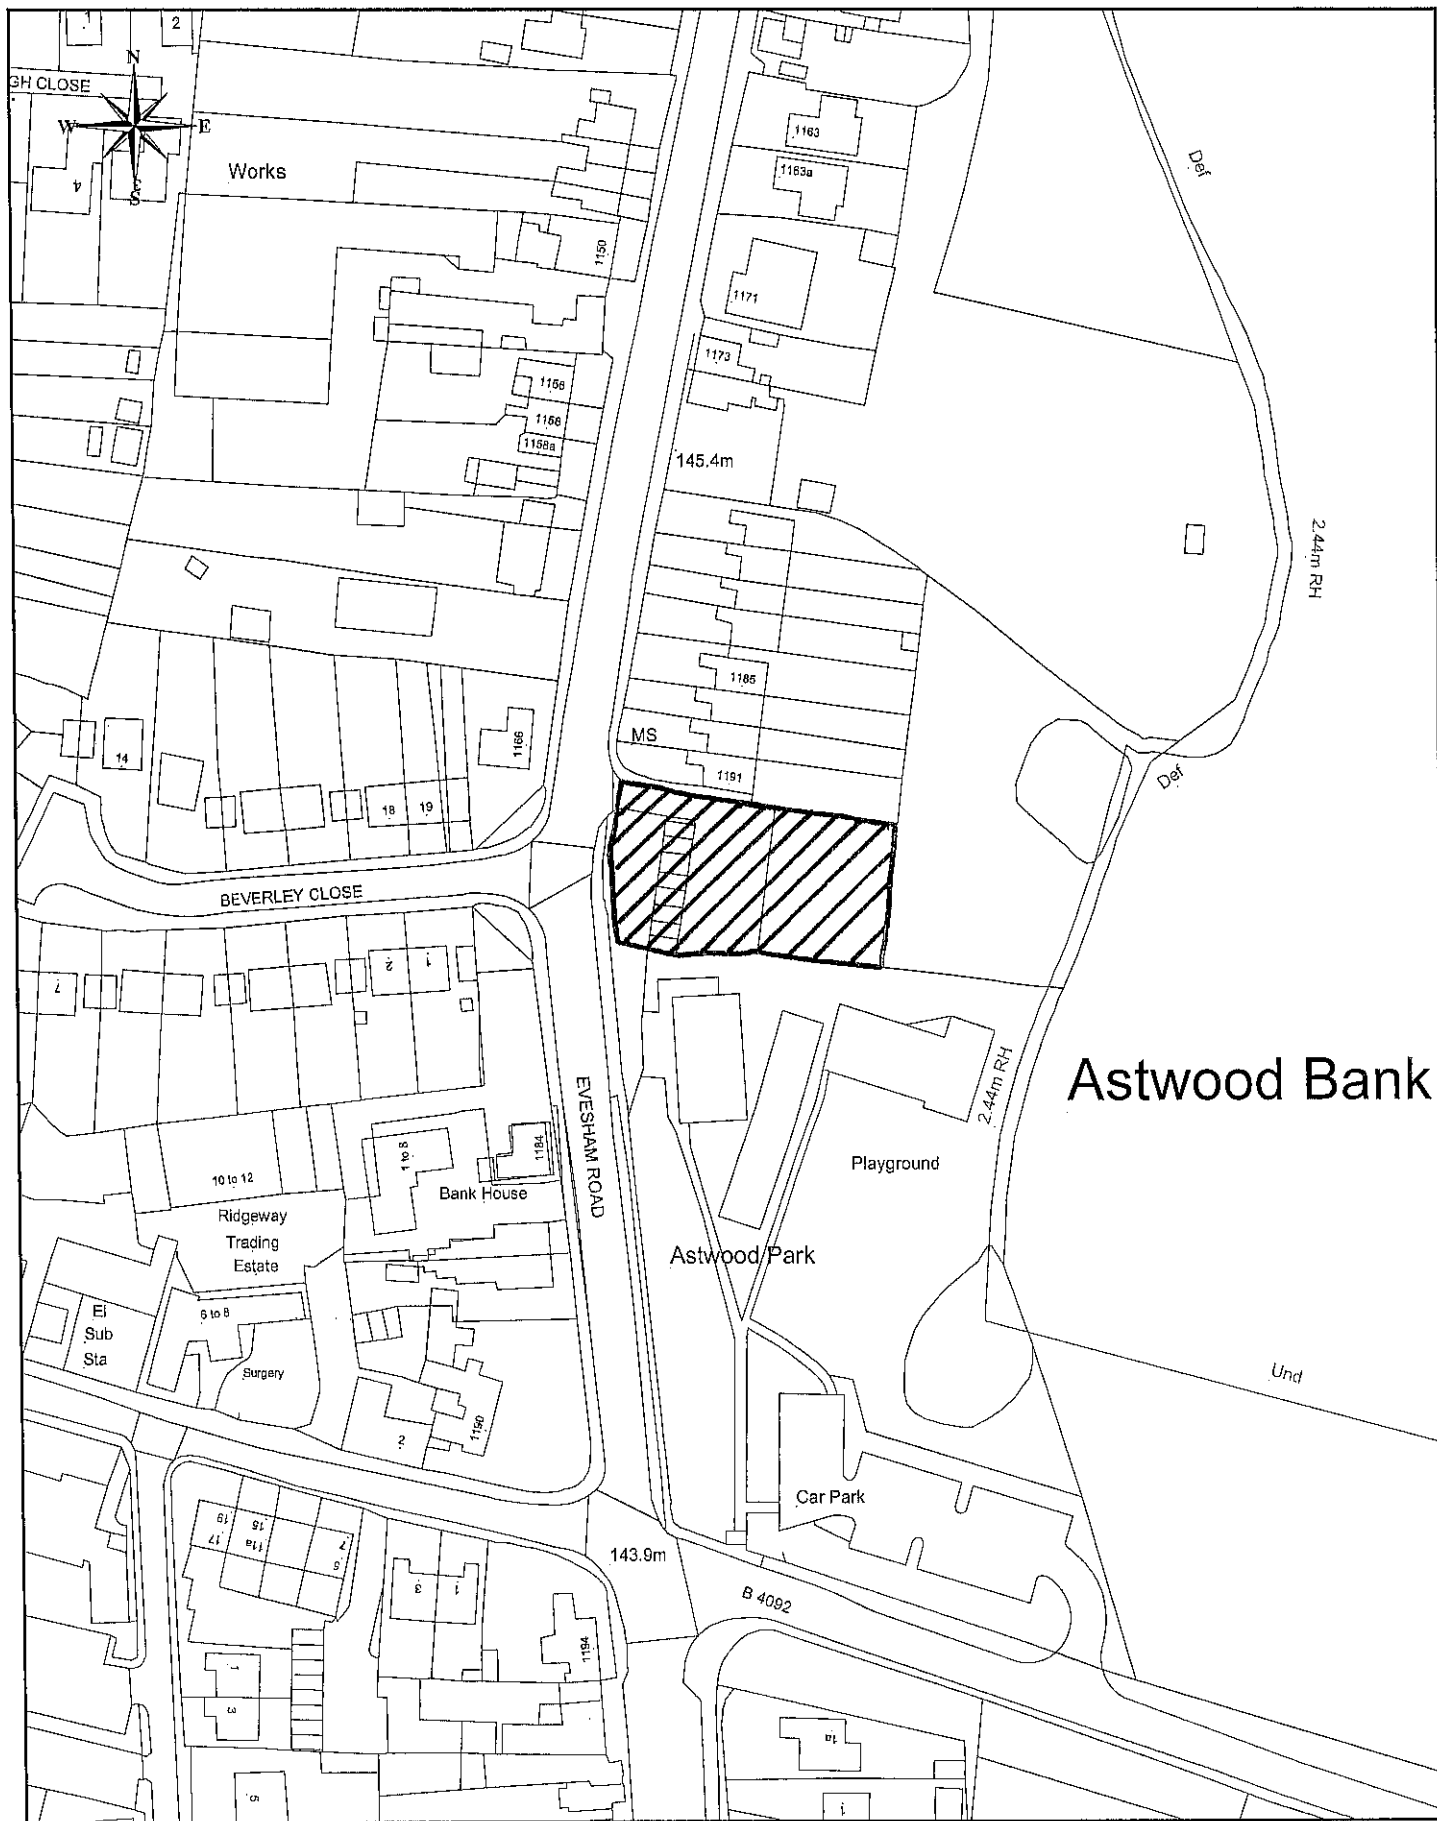 1
2
N
GH CLOSE
W
E
S
4
Works
1163
1163a
Def
1150
1171
1173
1156
1158
1158a
145.4m
2.44m RH
1185
MS
1166
14
1191
Def
18
19
BEVERLEY CLOSE
7
2
1
EVESHAM ROAD
2.44m RH
Astwood Bank
1 to 8
1184
10 to 12
Bank House
Playground
Ridgeway
Trading
Estate
Astwood Park
El
Sub
Sta
6 to 8
Surgery
Und
1190
2
Car Park
19
15
17
11a
7
5
3
1
143.9m
B 4092
1194
1
3
1a
5
1